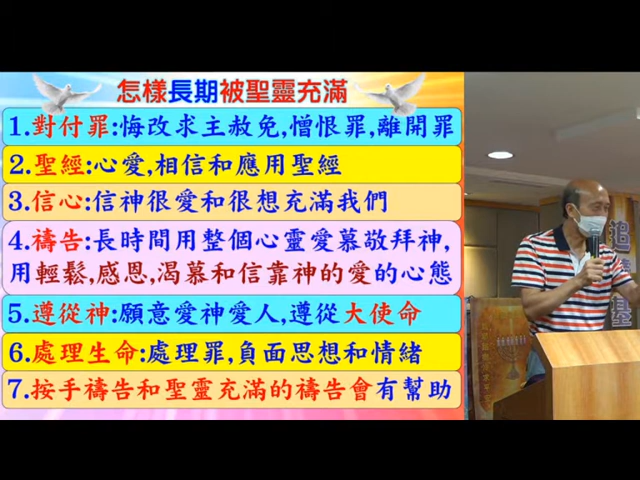 怎樣長期被聖靈充滿
1.對付罪:悔改求主赦免,憎恨罪,離開罪
2.聖經:心愛,相信和應用聖經
3.信心:信神很愛和很想充滿我們
4.禱告:長時間用整個心靈愛慕敬拜神,
用輕鬆,感恩,渴慕和信靠神的愛的心態
5.遵從神:願意愛神愛人,遵從大使命
6.處理生命:處理罪,負面思想和情緒
7.按手禱告和聖靈充滿的禱告會有幫助